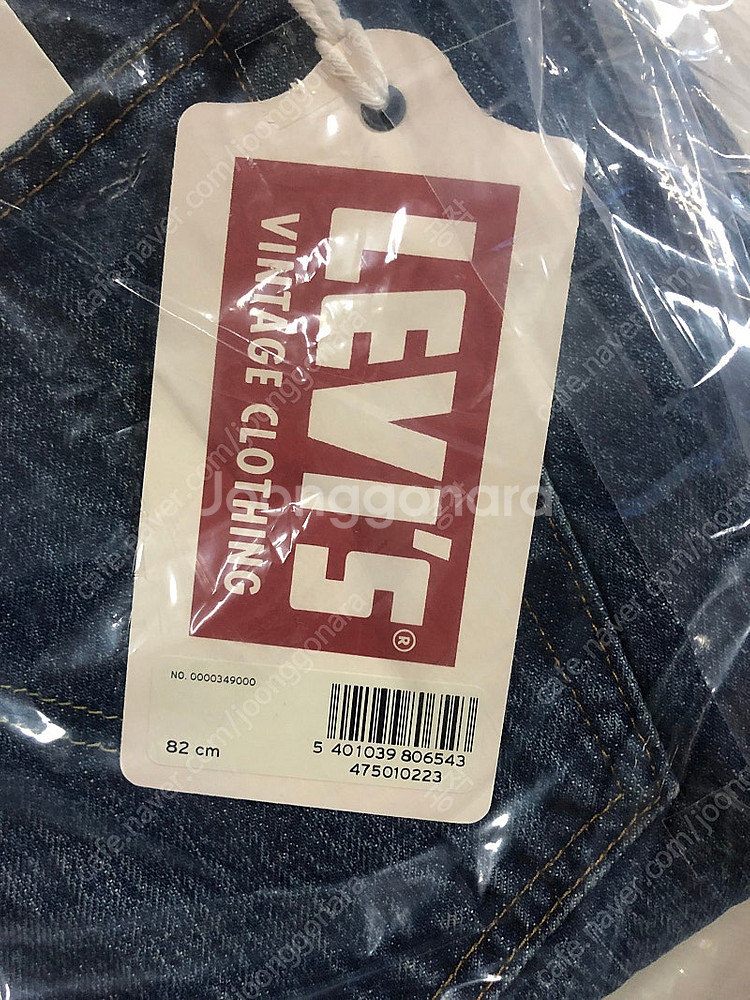 LEVI'S®
VINTAGE CLOTHING
NO. 0000349000
82 cm
5 401039 806543
475010223
Joonggonara
cafe.naver.com/joonggonara